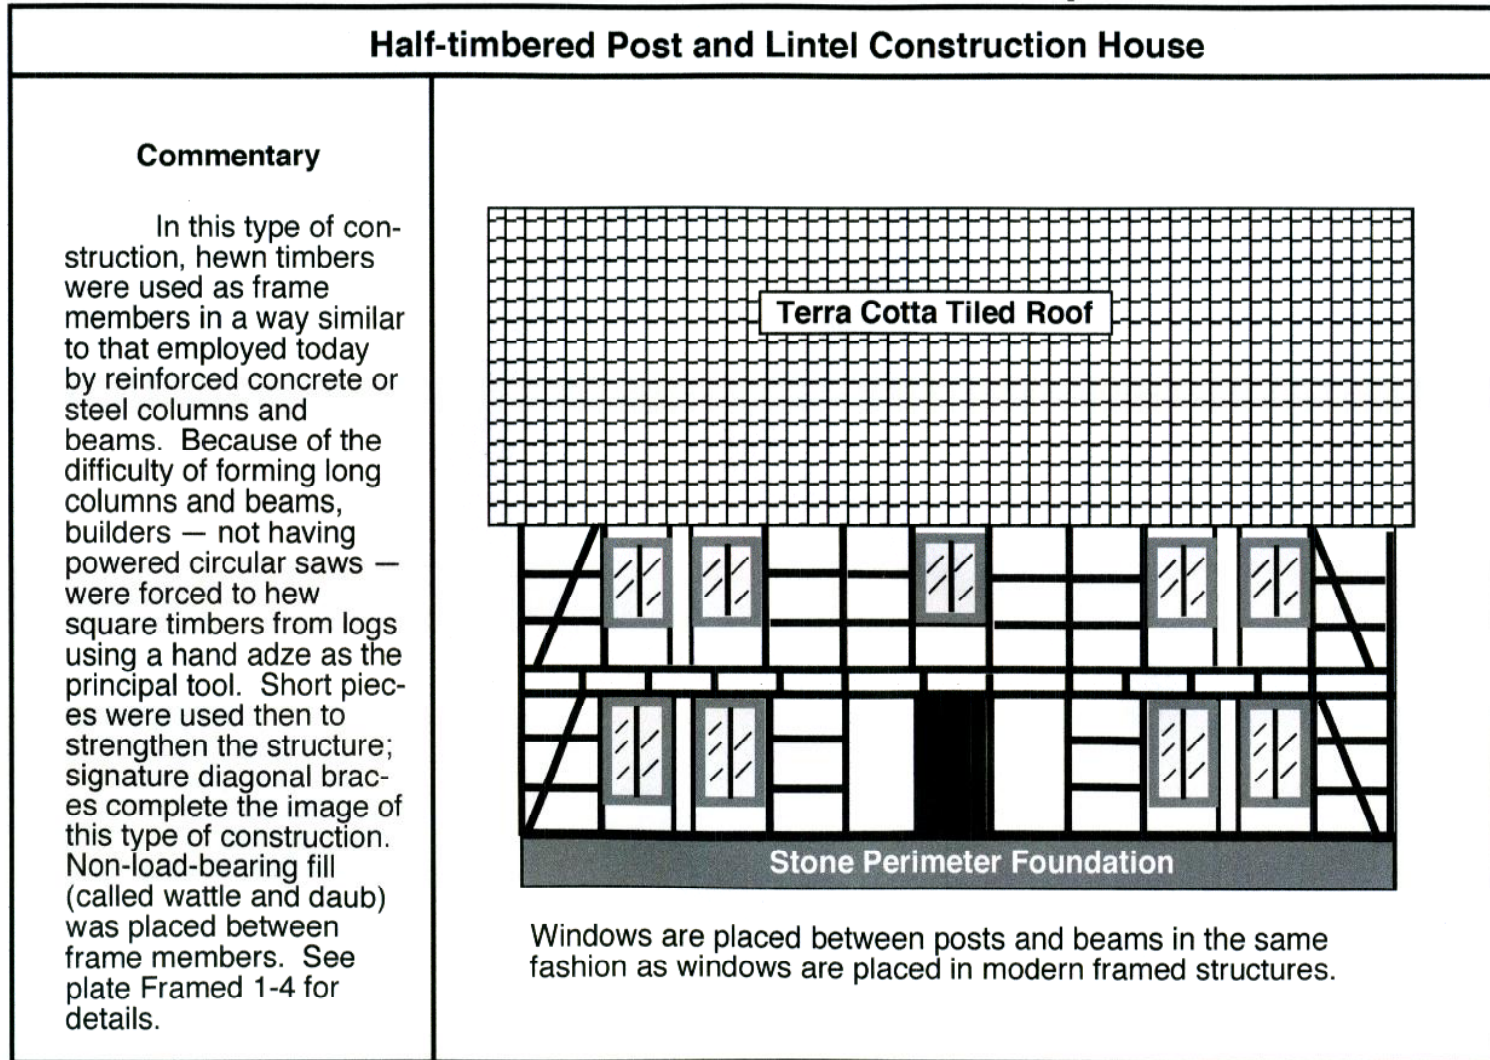 Half-timbered Post and Lintel Construction House
Commentary
In this type of con-
struction, hewn timbers
were used as frame
members in a way similar
to that employed today
by reinforced concrete or
steel columns and
beams. Because of the
difficulty of forming long
columns and beams,
builders — not having
powered circular saws —
were forced to hew
square timbers from logs
using a hand adze as the
principal tool. Short piec-
es were used then to
strengthen the structure;
signature diagonal brac-
es complete the image of
this type of construction.
Non-load-bearing fill
(called wattle and daub)
was placed between
frame members. See
plate Framed 1-4 for
details.
Terra Cotta Tiled Roof
Stone Perimeter Foundation
Windows are placed between posts and beams in the same
fashion as windows are placed in modern framed structures.